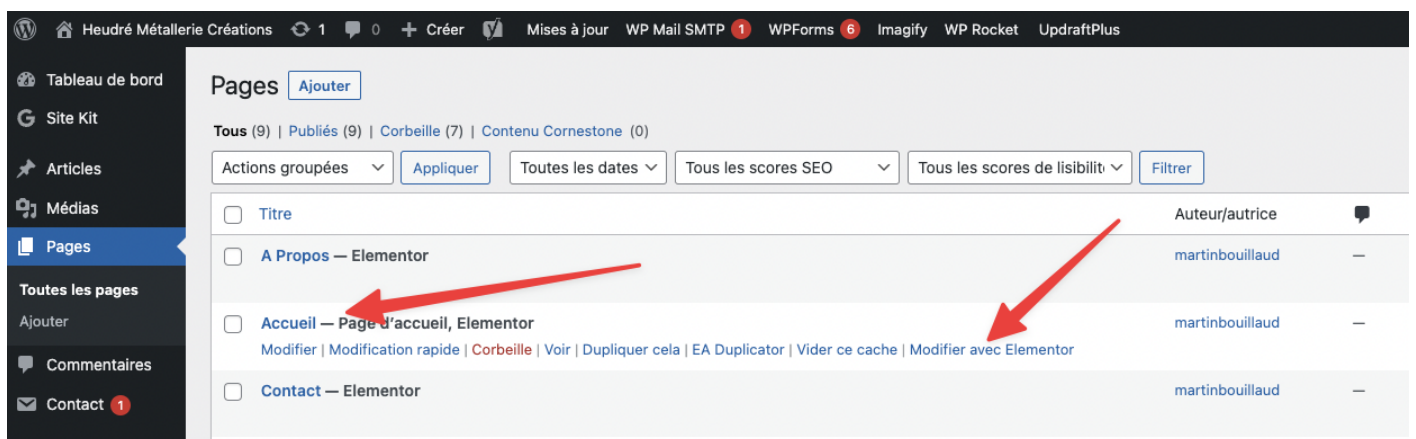 Heudré Métallerie Créations 1 0 + Créer Mises à jour WP Mail SMTP 1 WPForms 6 Imagify WP Rocket UpdraftPlus
Tableau de bord
Site Kit
Articles
Médias
Pages
Toutes les pages
Ajouter
Commentaires
Contact 1
Pages Ajouter
Tous (9) | Publiés (9) | Corbeille (7) | Contenu Cornestone (0)
Actions groupées Appliquer Toutes les dates Tous les scores SEO Tous les scores de lisibilit Filtrer
Titre Auteur/autrice
A Propos — Elementor martinbouillaud —
Accueil — Page d'accueil, Elementor martinbouillaud —
Modifier | Modification rapide | Corbeille | Voir | Dupliquer cela | EA Duplicator | Vider ce cache | Modifier avec Elementor
Contact — Elementor martinbouillaud —